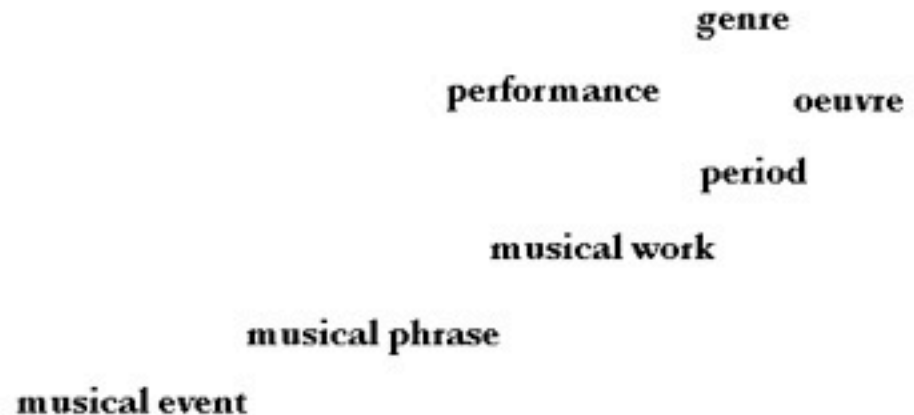 genre
performance
oeuvre
period
musical work
musical phrase
musical event